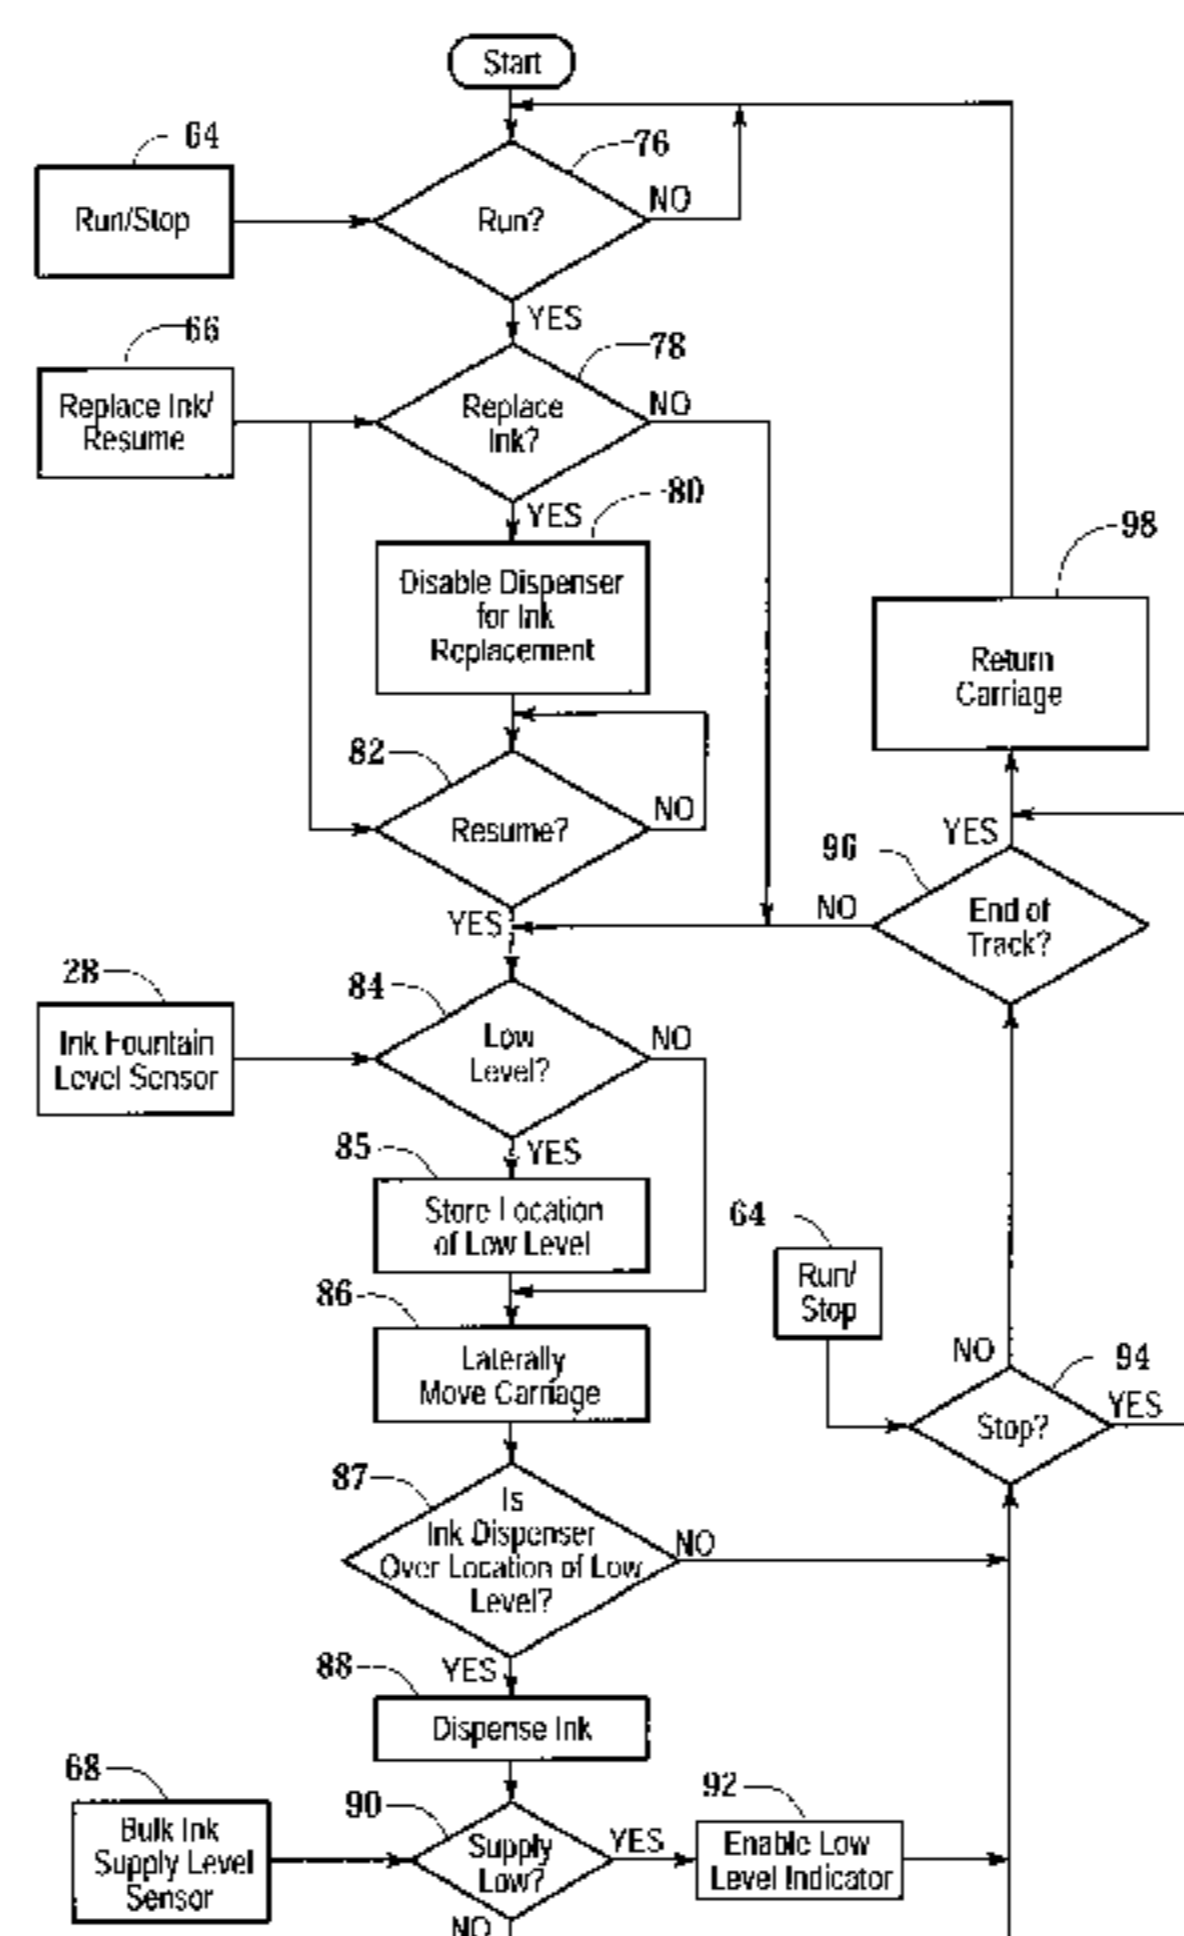 Start
64
Run/Stop
76
Run?
NO
YES
66
Replace Ink/
Resume
78
Replace
Ink?
NO
YES
80
Disable Dispenser
for Ink
Replacement
98
Return
Carriage
82
Resume?
NO
YES
YES
96
End of
Track?
NO
28
Ink Fountain
Level Sensor
84
Low
Level?
NO
YES
85
Store Location
of Low Level
64
Run/
Stop
86
Laterally
Move Carriage
NO
94
Stop?
YES
87
Is
Ink Dispenser
Over Location of Low
Level?
NO
YES
88
Dispense Ink
68
Bulk Ink
Supply Level
Sensor
90
Supply
Low?
YES
92
Enable Low
Level Indicator
NO